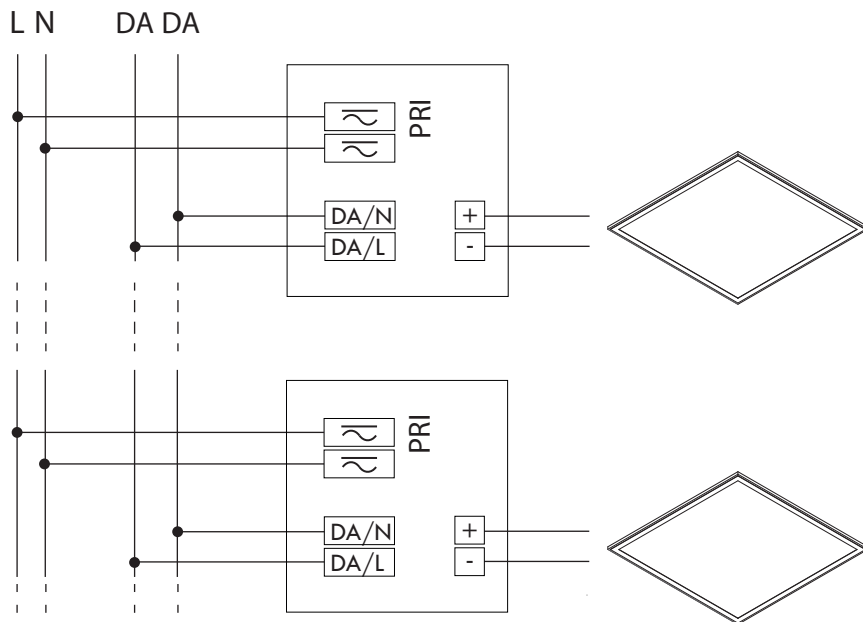 L N DA DA
PRI
DA/N +
DA/L -
PRI
DA/N +
DA/L -